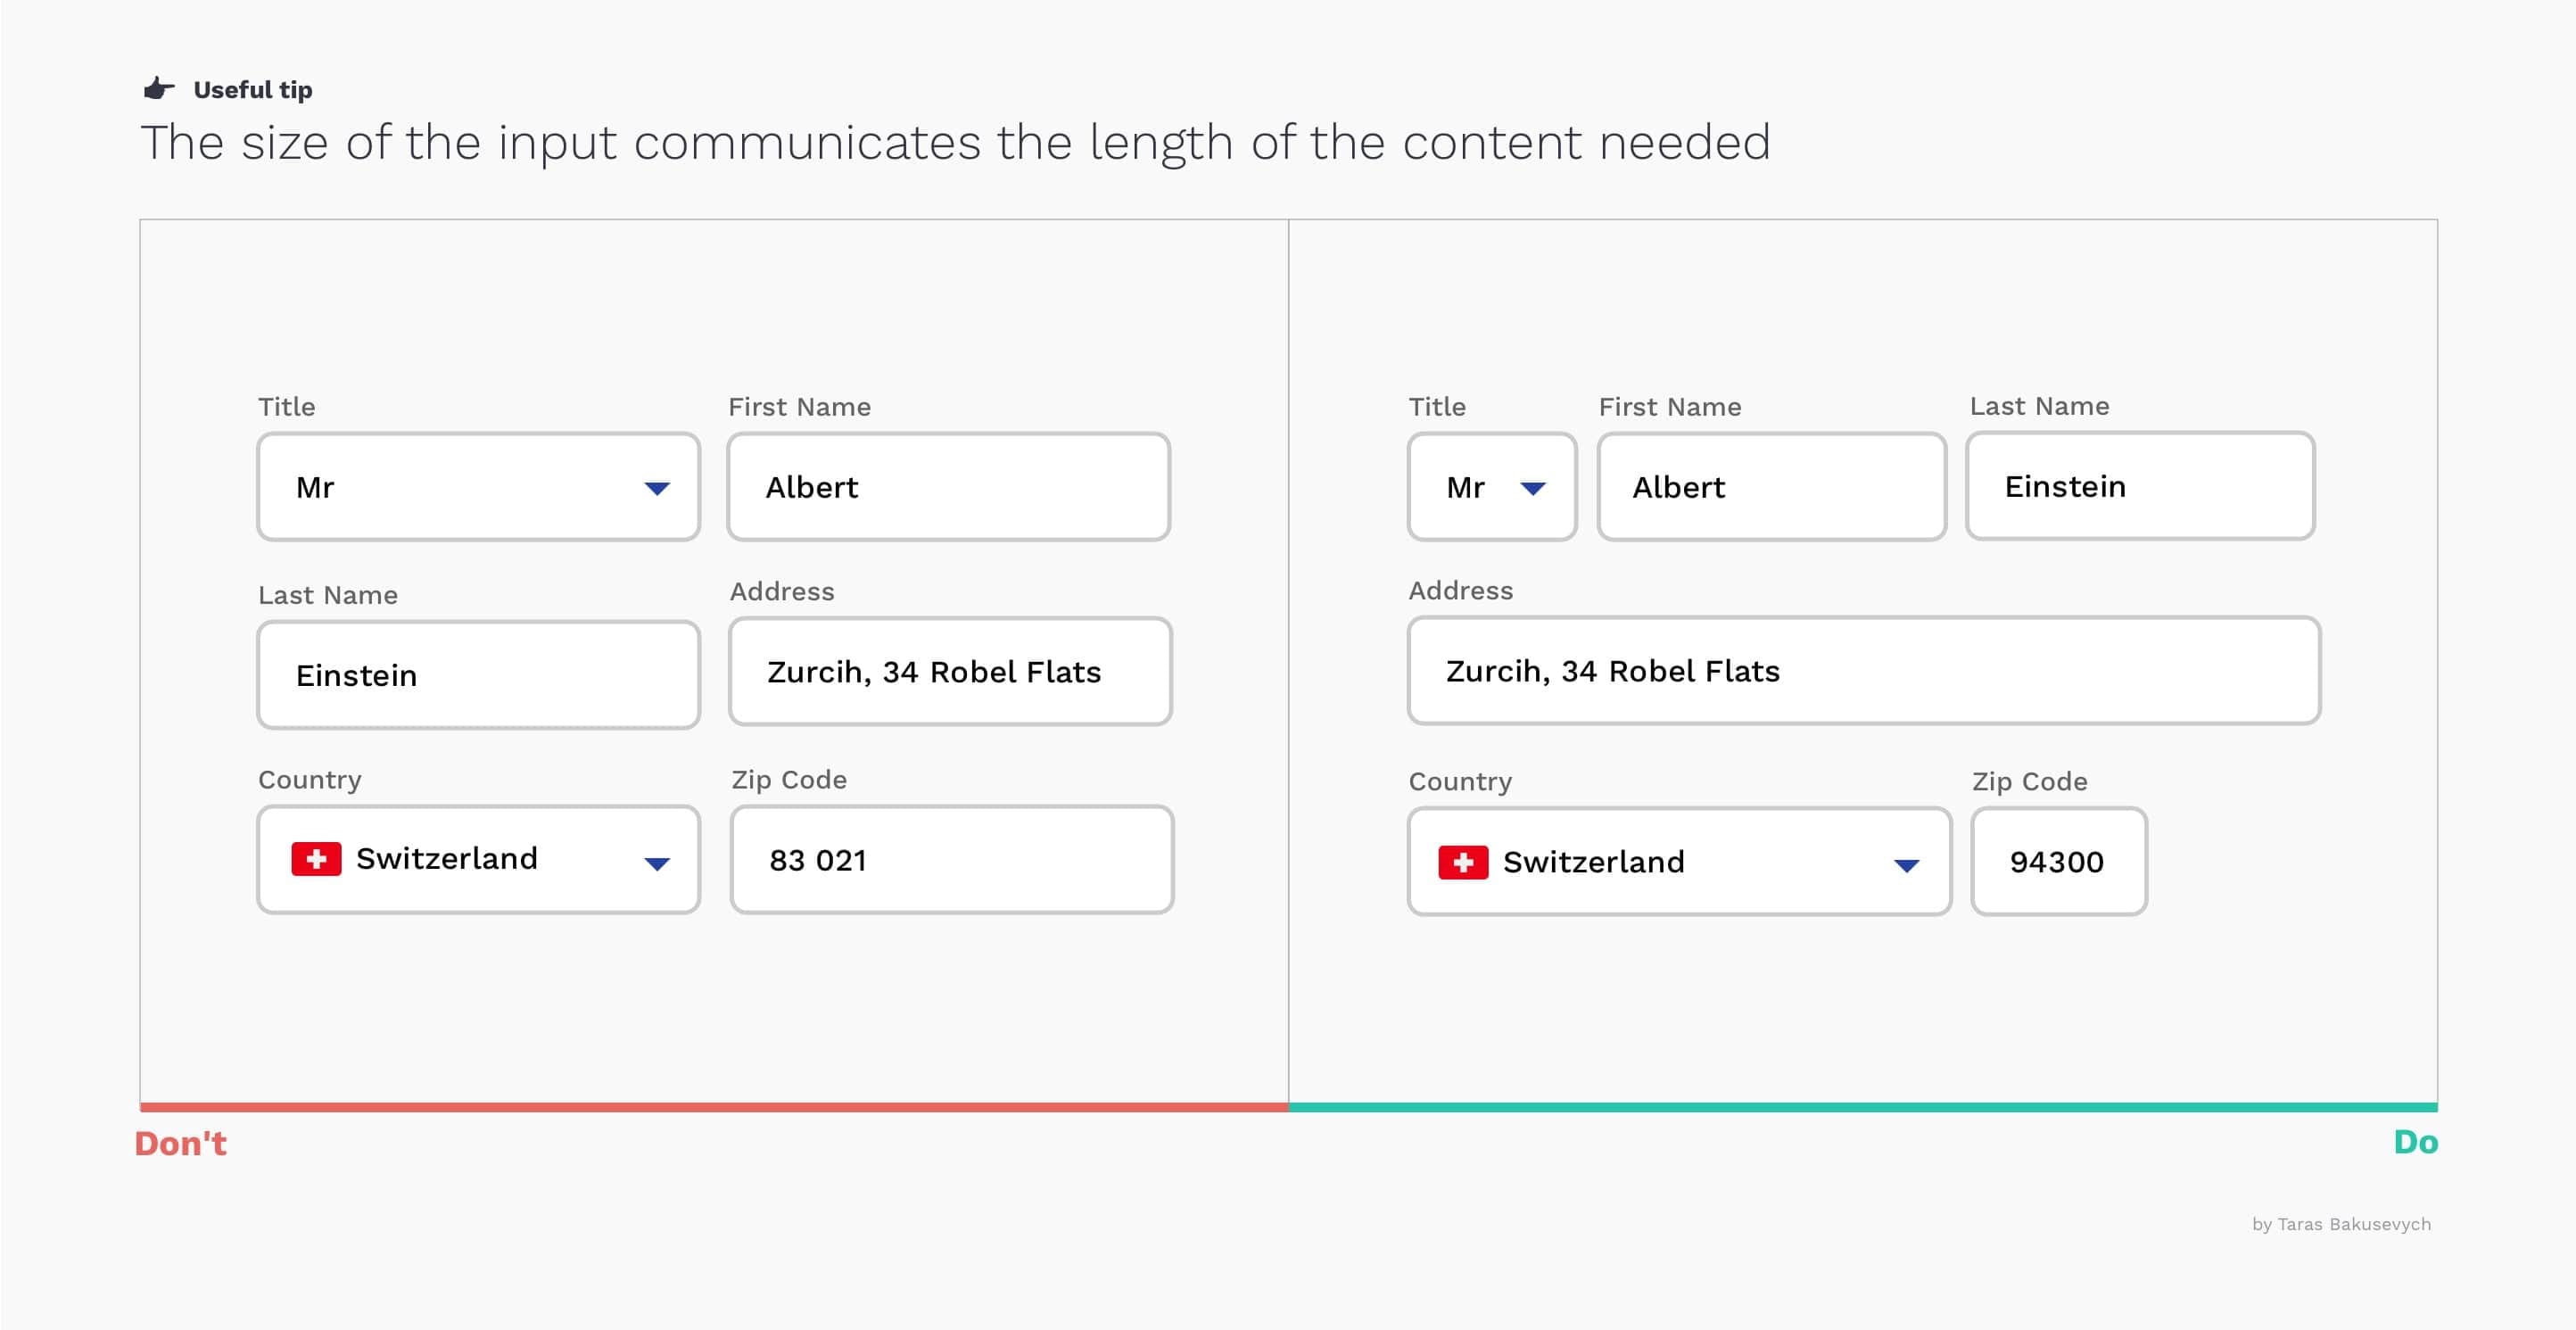 Useful tip
The size of the input communicates the length of the content needed
Title First Name
Mr Albert
Last Name Address
Einstein Zurcih, 34 Robel Flats
Country Zip Code
Switzerland 83 021
Title First Name Last Name
Mr Albert Einstein
Address
Zurcih, 34 Robel Flats
Country Zip Code
Switzerland 94300
Don't
Do
by Taras Bakusevych